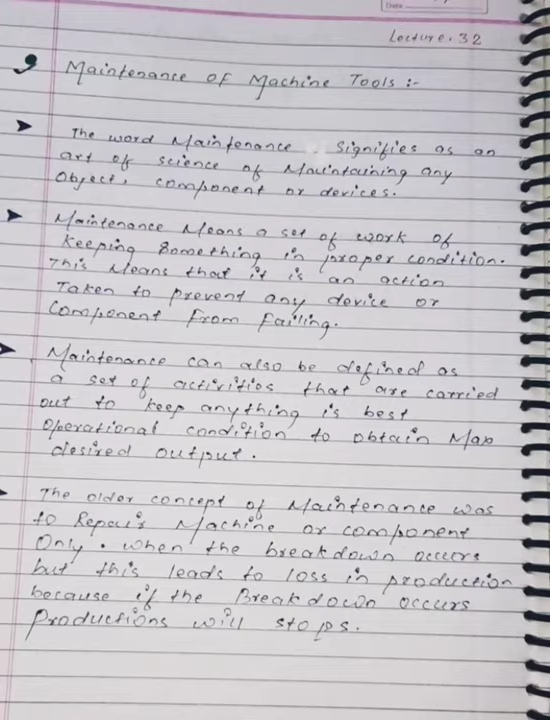 Date
Lecture. 32
9 Maintenance of Machine Tools :-
The word Maintenance Signifies as an
art of science of Maintaining any
Object, component or devices.
Maintenance Means a set of work of
keeping Something in proper condition.
This Means that it is an action
Taken to prevent any device or
Component From Failing.
Maintenance can also be defined as
a set of activities that are carried
out to keep anything is best
Operational condition to obtain Max
desired output.
The older concept of Maintenance was
to Repair Machine or component
Only. when the breakdown occurs
but this leads to loss in production
because if the Breakdown occurs
Productions will stops.